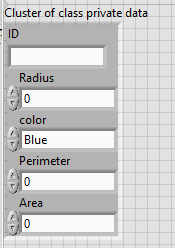 Cluster of class private data
ID
Radius
0
color
Blue
Perimeter
0
Area
0